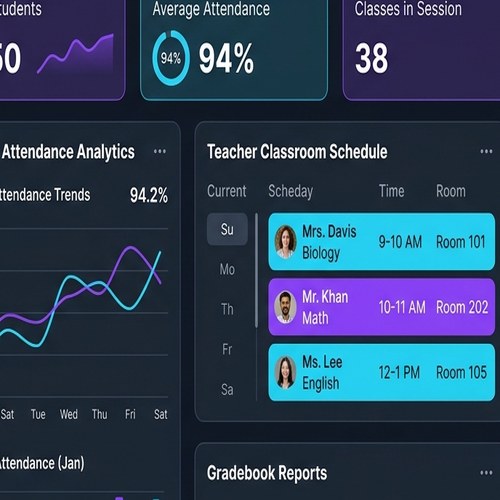 tudents
50
Average Attendance
94%
94%
Classes in Session
38
Attendance Analytics
ttendance Trends
94.2%
Sat Tue Wed Thu Fri Sat
ttendance (Jan)
Teacher Classroom Schedule
Current Scheday Time Room
Su
Mo
Th
Fr
Sa
Mrs. Davis
Biology
9-10 AM Room 101
Mr. Khan
Math
10-11 AM Room 202
Ms. Lee
English
12-1 PM Room 105
Gradebook Reports